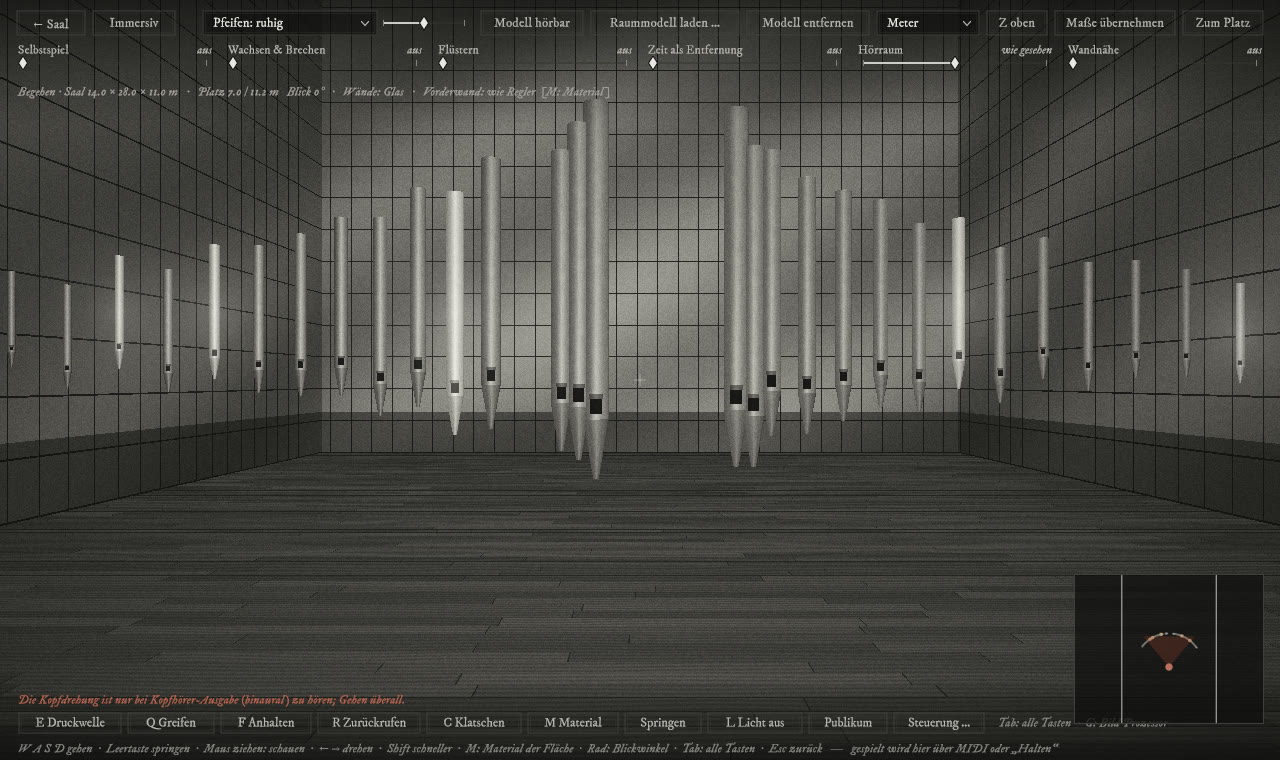 ← Saal Immersiv Pfeifen: ruhig Modell hörbar Raummodell laden ... Modell entfernen Meter Z oben Maße übernehmen Zum Platz
Selbstspiel aus Wachsen & Brechen aus Flüstern aus Zeit als Entfernung aus Hörraum wie gesehen Wandnähe aus
Begehen · Saal 14.0 × 28.0 × 11.0 m · Platz 7.0 / 11.2 m Blick 0° · Wände: Glas · Vorderwand: wie Regler [M: Material]
Die Kopfdrehung ist nur bei Kopfhörer-Ausgabe (binaural) zu hören; Gehen überall.
E Druckwelle Q Greifen F Anhalten R Zurückrufen C Klatschen M Material Springen L Licht aus Publikum Steuerung ... Tab: alle Tasten · G: Bild-Prozessor
W A S D gehen · Leertaste springen · Maus ziehen: schauen · ← → drehen · Shift schneller · M: Material der Fläche · Rad: Blickwinkel · Tab: alle Tasten · Esc zurück — gespielt wird hier über MIDI oder „Halten“